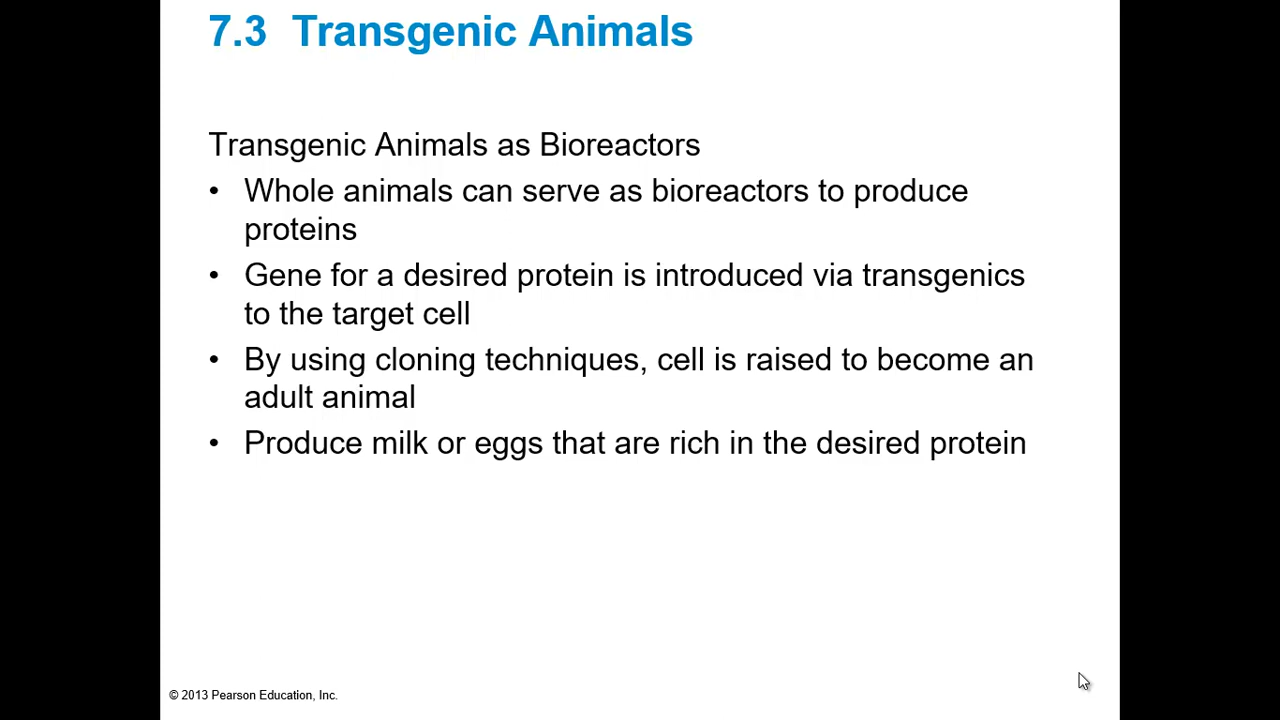 7.3 Transgenic Animals
Transgenic Animals as Bioreactors
• Whole animals can serve as bioreactors to produce
proteins
• Gene for a desired protein is introduced via transgenics
to the target cell
• By using cloning techniques, cell is raised to become an
adult animal
• Produce milk or eggs that are rich in the desired protein
© 2013 Pearson Education, Inc.